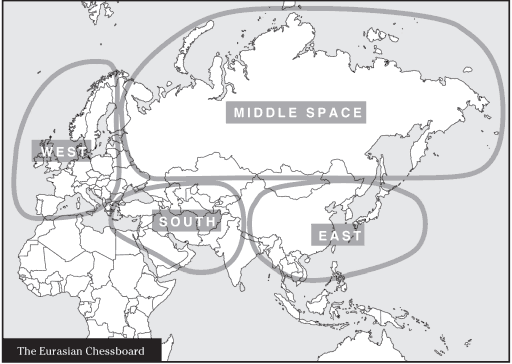 MIDDLE SPACE
WEST
SOUTH
EAST
The Eurasian Chessboard